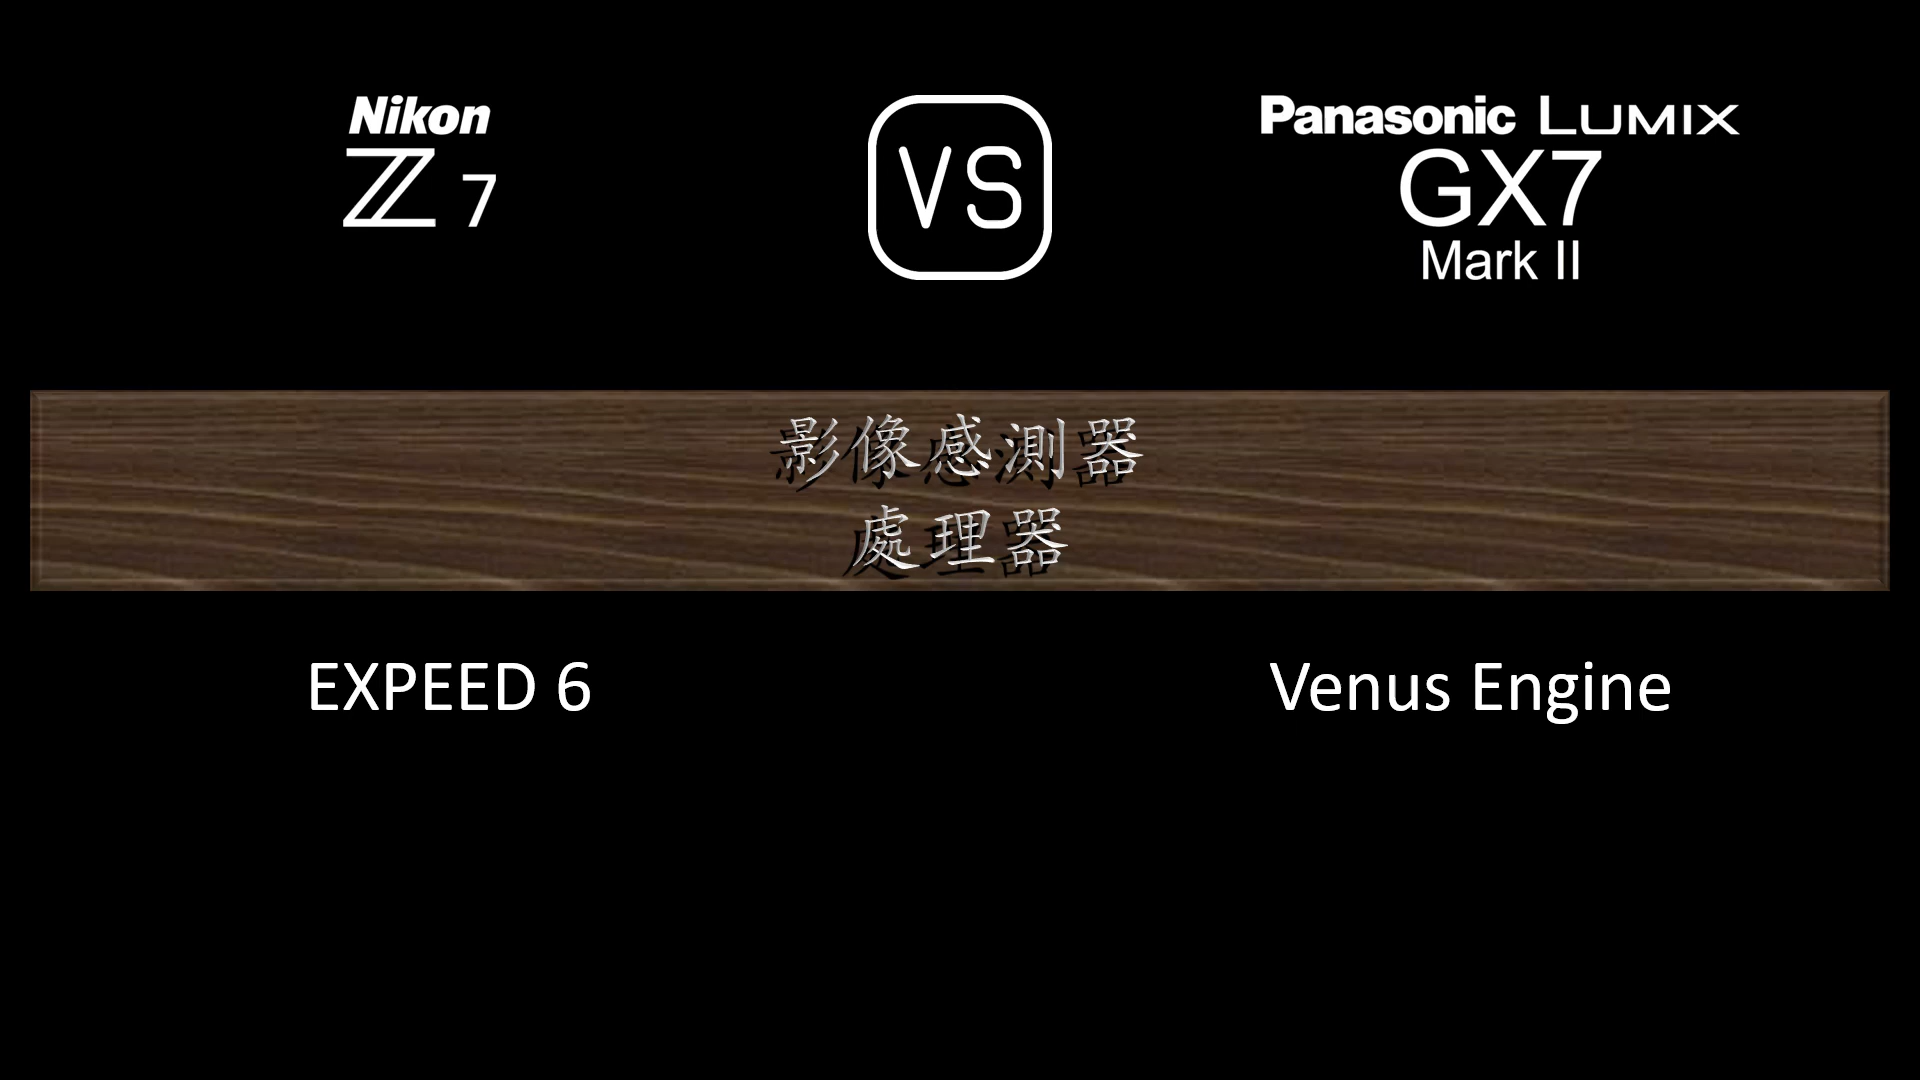 Nikon
Z 7
VS
Panasonic LUMIX
GX7
Mark II
影像感測器
處理器
EXPEED 6
Venus Engine